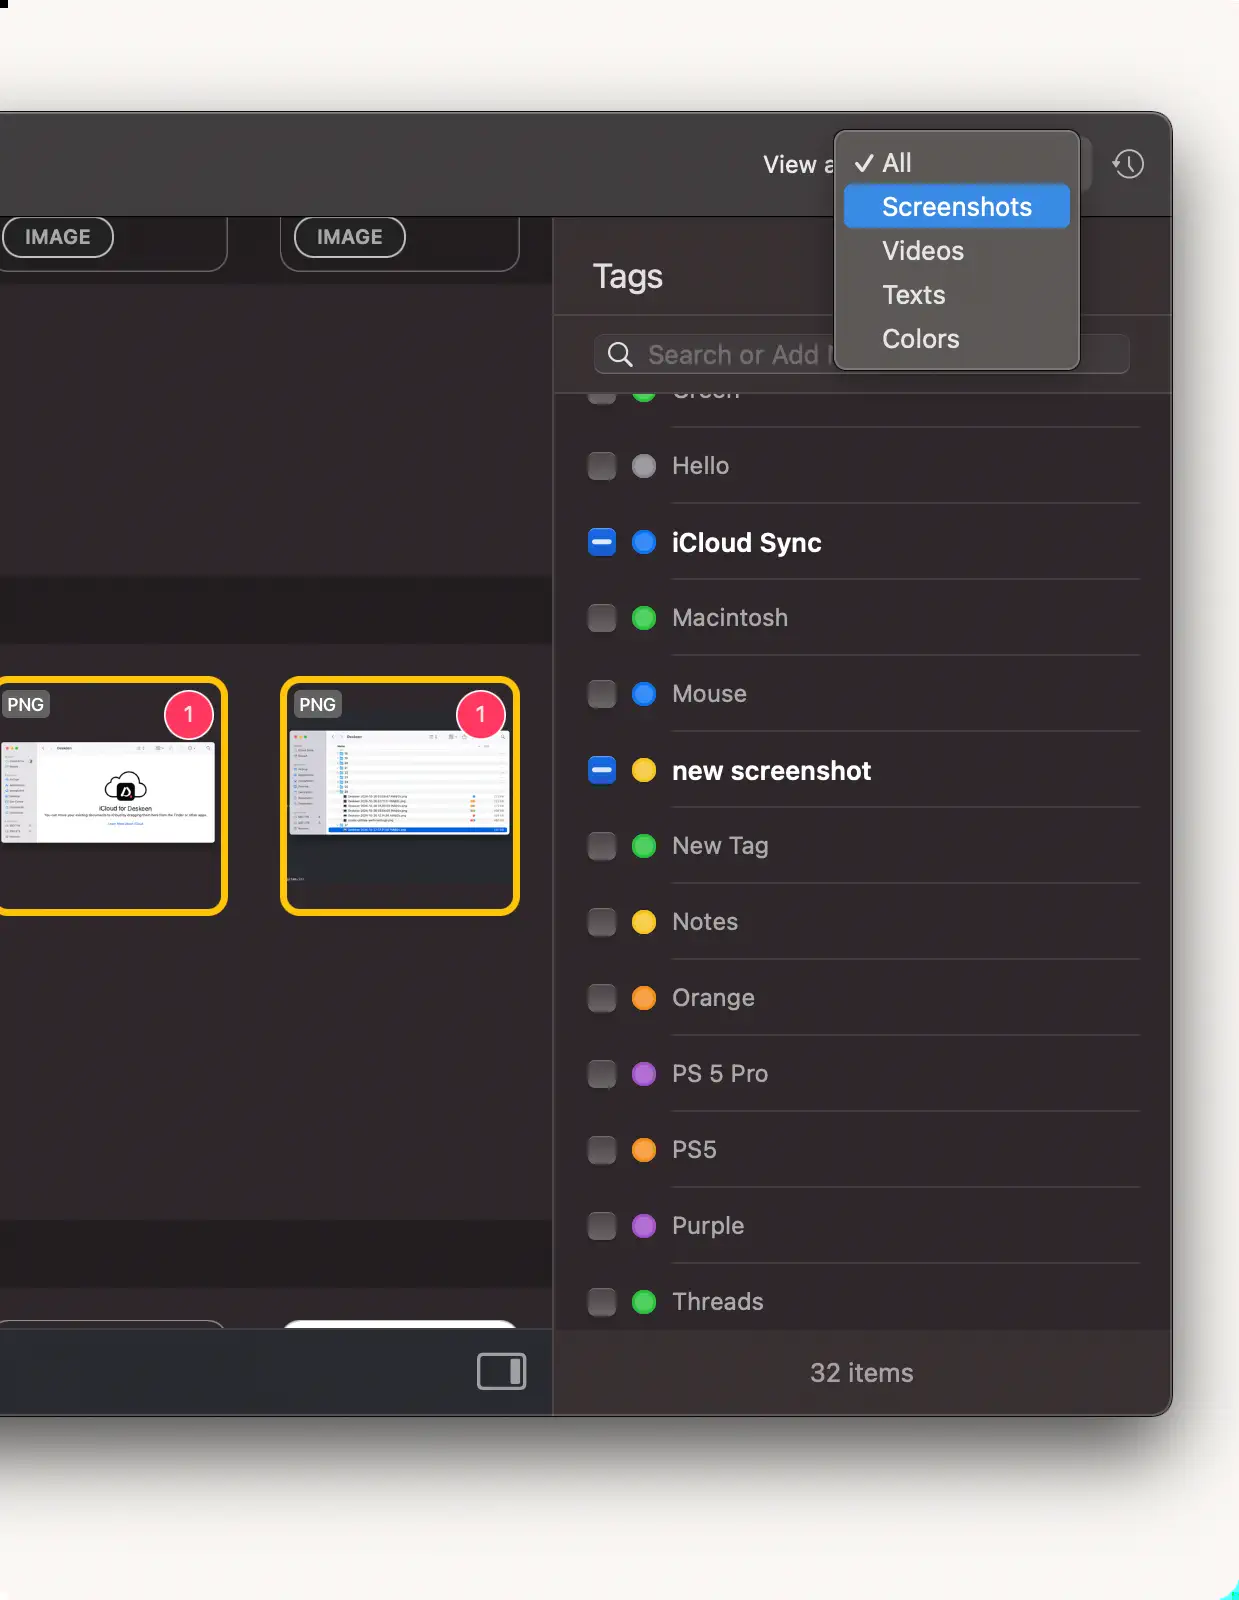 View a
All
Screenshots
Videos
Texts
Colors
IMAGE
IMAGE
Tags
Search or Add
Green
Hello
iCloud Sync
Macintosh
Mouse
new screenshot
New Tag
Notes
Orange
PS 5 Pro
PS5
Purple
Threads
32 items
PNG
1
iCloud for Deskeen
PNG
1
Deskeen